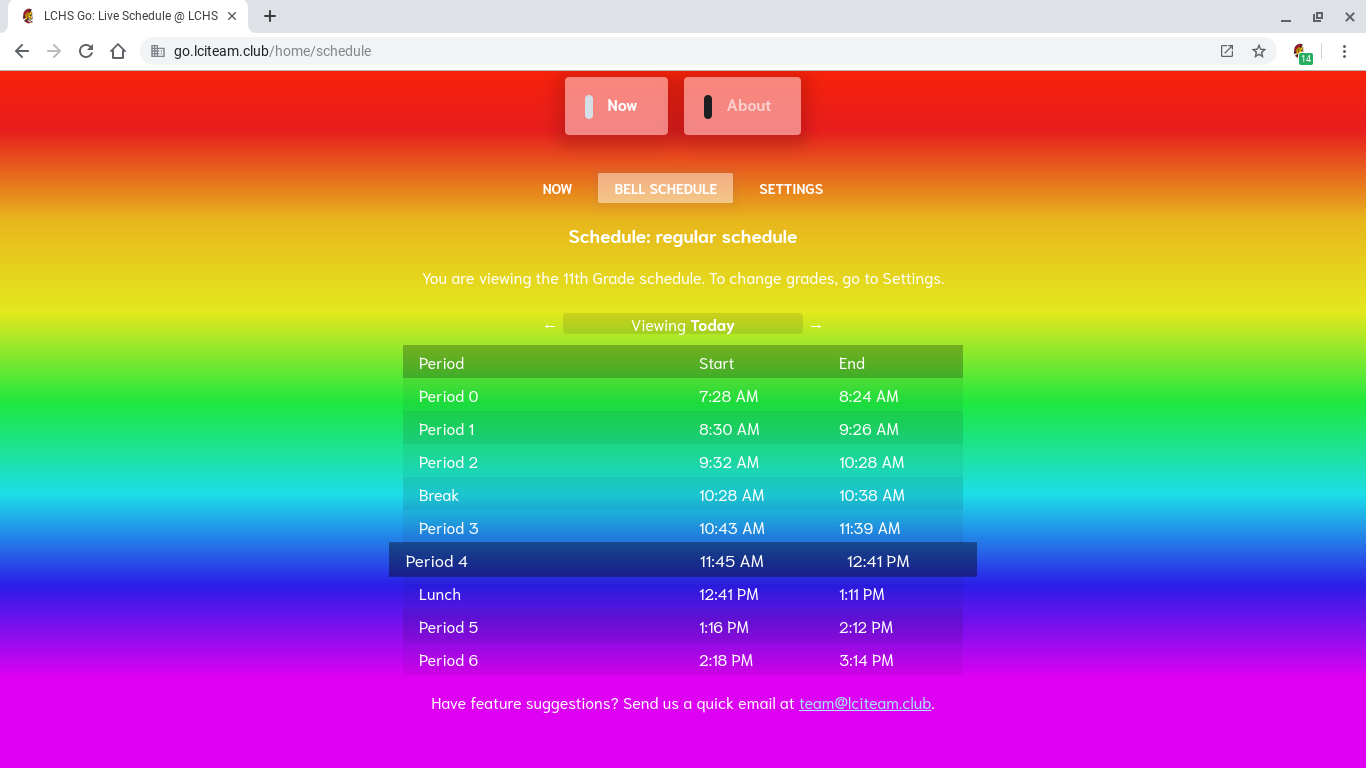 LCHS Go: Live Schedule @ LCHS
go.lciteam.club/home/schedule
14
Now About
NOW BELL SCHEDULE SETTINGS
Schedule: regular schedule
You are viewing the 11th Grade schedule. To change grades, go to Settings.
← Viewing Today →
Period Start End
Period 0 7:28 AM 8:24 AM
Period 1 8:30 AM 9:26 AM
Period 2 9:32 AM 10:28 AM
Break 10:28 AM 10:38 AM
Period 3 10:43 AM 11:39 AM
Period 4 11:45 AM 12:41 PM
Lunch 12:41 PM 1:11 PM
Period 5 1:16 PM 2:12 PM
Period 6 2:18 PM 3:14 PM
Have feature suggestions? Send us a quick email at team@lciteam.club.